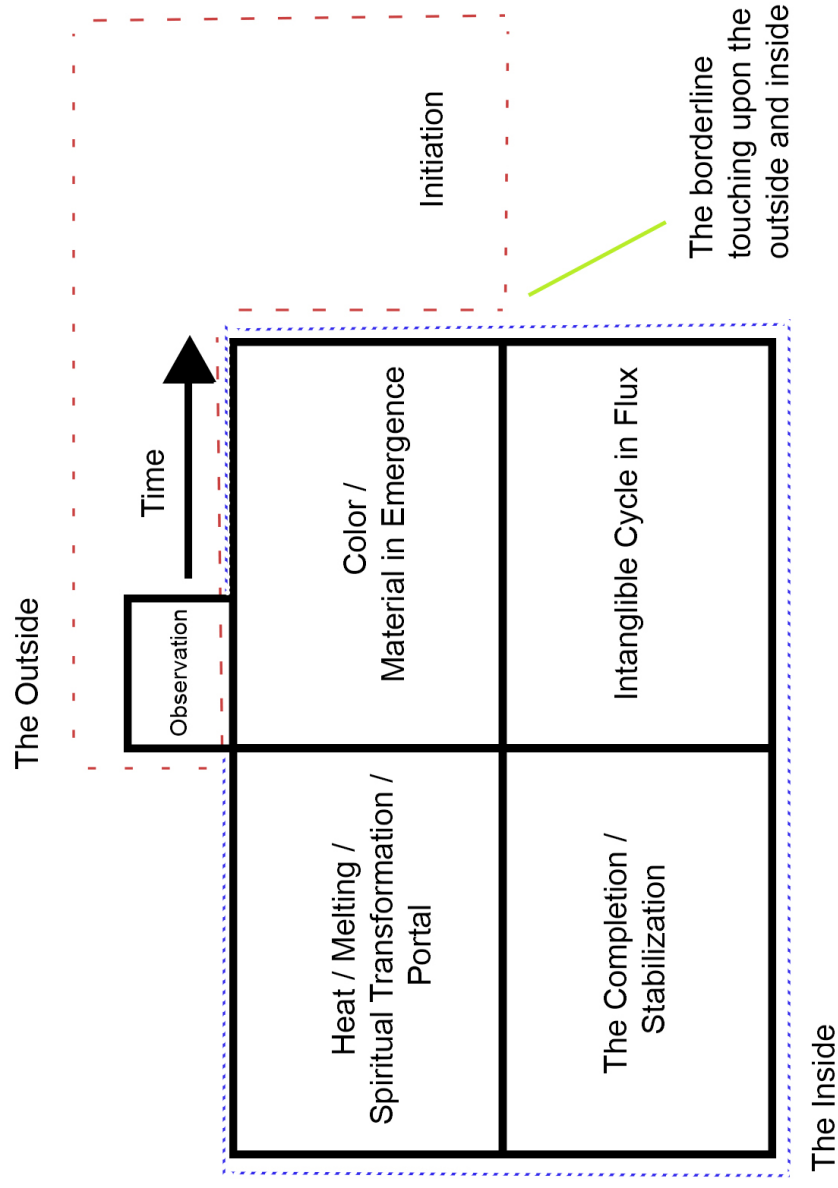 The Outside
Time
Observation
Initiation
Color /
Material in Emergence
Heat / Melting /
Spiritual Transformation /
Portal
Intangible Cycle in Flux
The Completion /
Stabilization
The borderline
touching upon the
outside and inside
The Inside